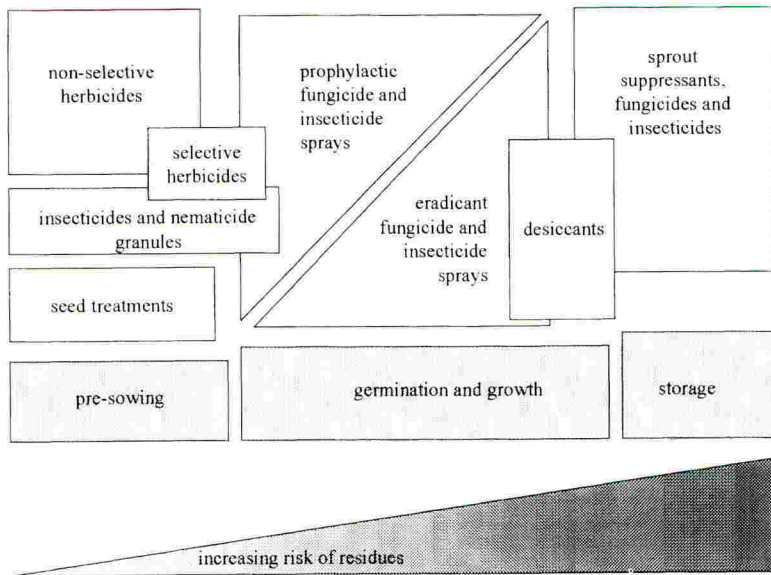 non-selective
herbicides
selective
herbicides
insecticides and nematicide
granules
seed treatments
prophylactic
fungicide and
insecticide
sprays
eradicant
fungicide and
insecticide
sprays
desiccants
sprout
suppressants,
fungicides and
insecticides
pre-sowing
germination and growth
storage
increasing risk of residues